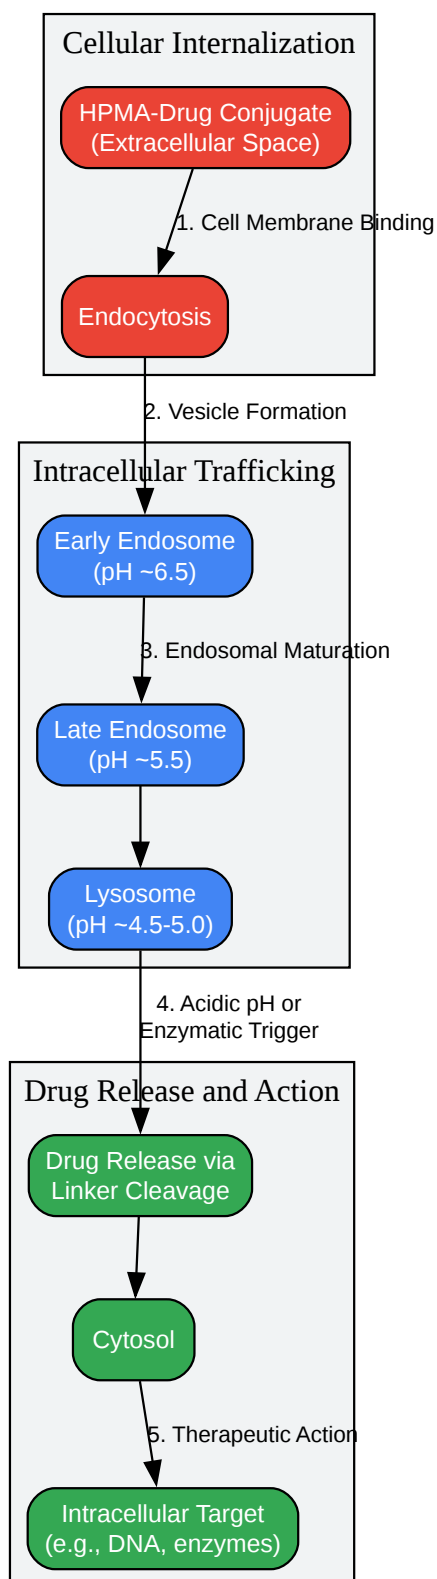 Cellular Internalization
HPMA-Drug Conjugate
(Extracellular Space)
1. Cell Membrane Binding
Endocytosis
2. Vesicle Formation
Intracellular Trafficking
Early Endosome
(pH ~6.5)
3. Endosomal Maturation
Late Endosome
(pH ~5.5)
Lysosome
(pH ~4.5-5.0)
4. Acidic pH or
Enzymatic Trigger
Drug Release and Action
Drug Release via
Linker Cleavage
Cytosol
5. Therapeutic Action
Intracellular Target
(e.g., DNA, enzymes)